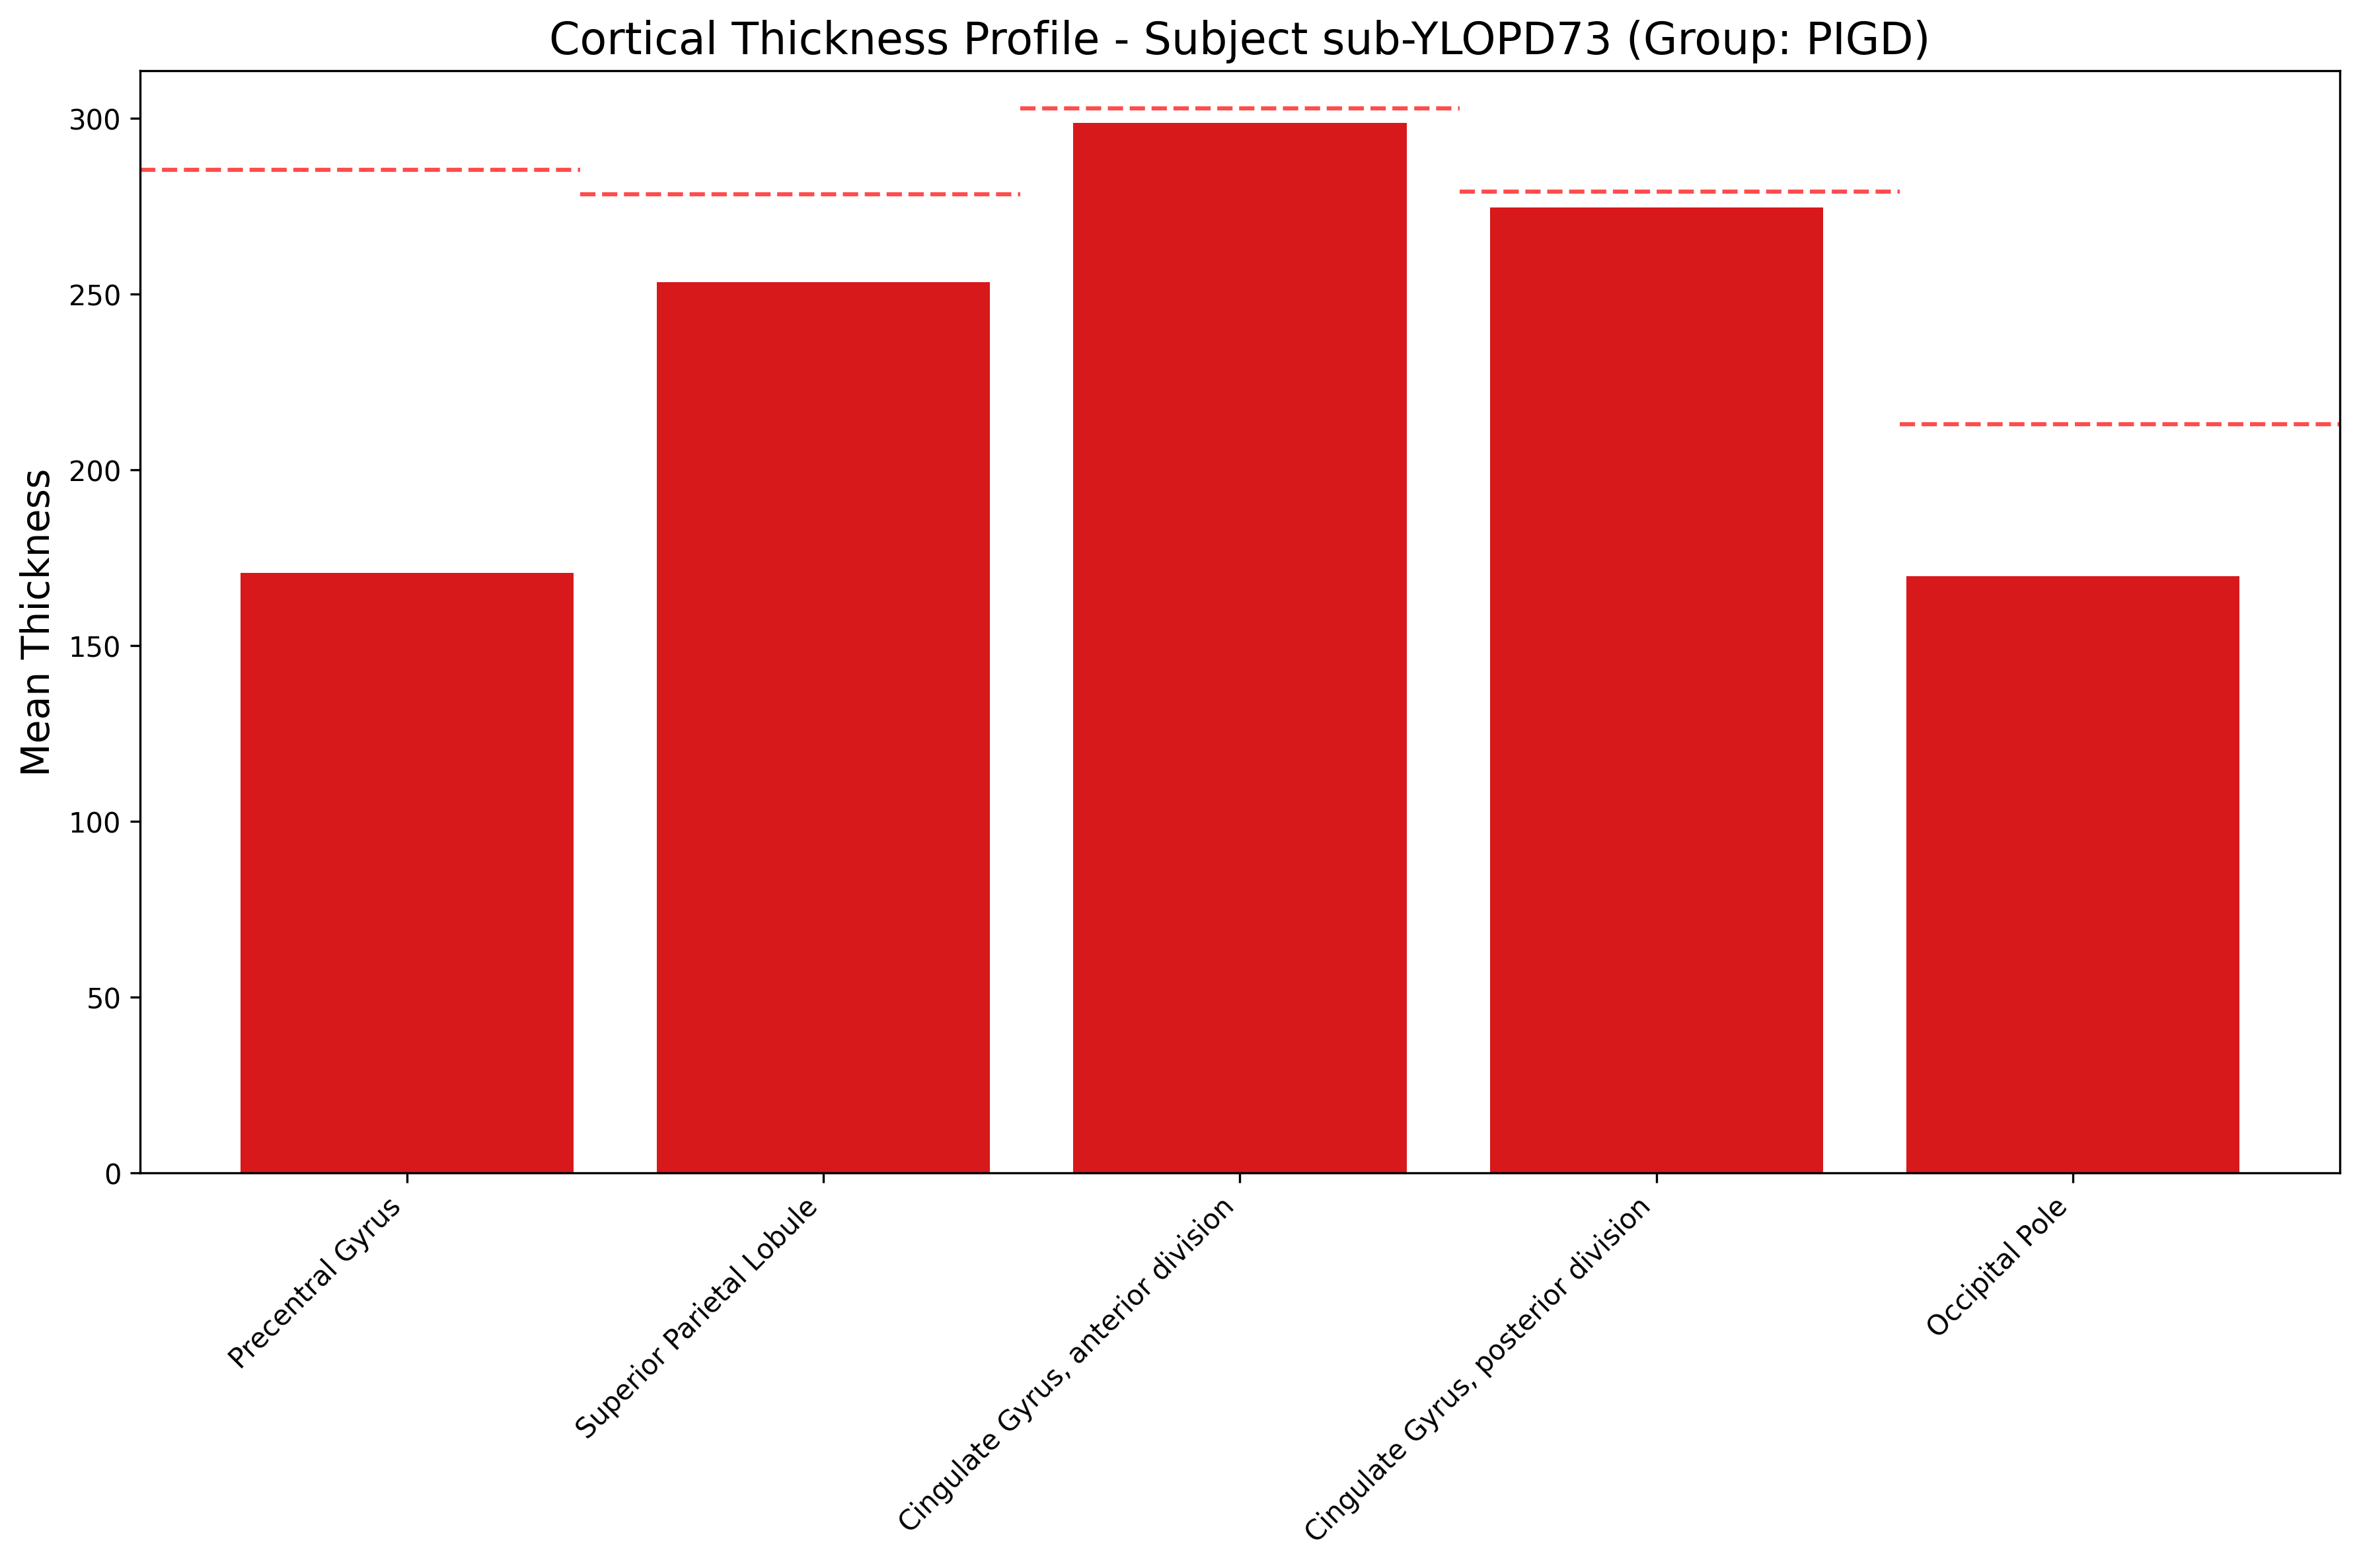 Cortical Thickness Profile - Subject sub-YLOPD73 (Group: PIGD)
Mean Thickness
300
250
200
150
100
50
0
Precentral Gyrus
Superior Parietal Lobule
Cingulate Gyrus, anterior division
Cingulate Gyrus, posterior division
Occipital Pole